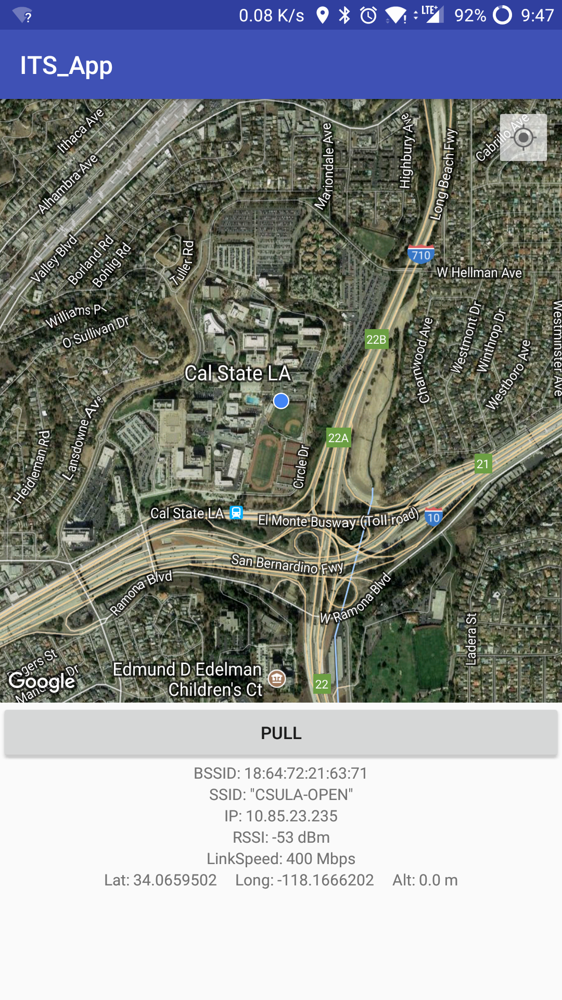 0.08 K/s LTE+ 92% 9:47
ITS_App
Ithaca Ave
Alhambra Ave
Mariondale Ave
Highbury Ave
Long Beach Fwy
Cabrillo Ave
Valley Blvd
Borland Rd
Bohlig Rd
Tuller Rd
710
W Hellman Ave
Williams Pl
O Sullivan Dr
22B
Charnwood Ave
Westmont Dr
Winthrop Dr
Westboro Ave
Westminster Ave
Cal State LA
Lansdowne Ave
Heidleman Rd
22A
Circle Dr
21
Cal State LA
El Monte Busway (Toll road)
10
San Bernardino Fwy
Ramona Blvd
W Ramona Blvd
Ladera St
Edmund D Edelman
Children's Ct
22
Google
PULL
BSSID: 18:64:72:21:63:71
SSID: "CSULA-OPEN"
IP: 10.85.23.235
RSSI: -53 dBm
LinkSpeed: 400 Mbps
Lat: 34.0659502 Long: -118.1666202 Alt: 0.0 m